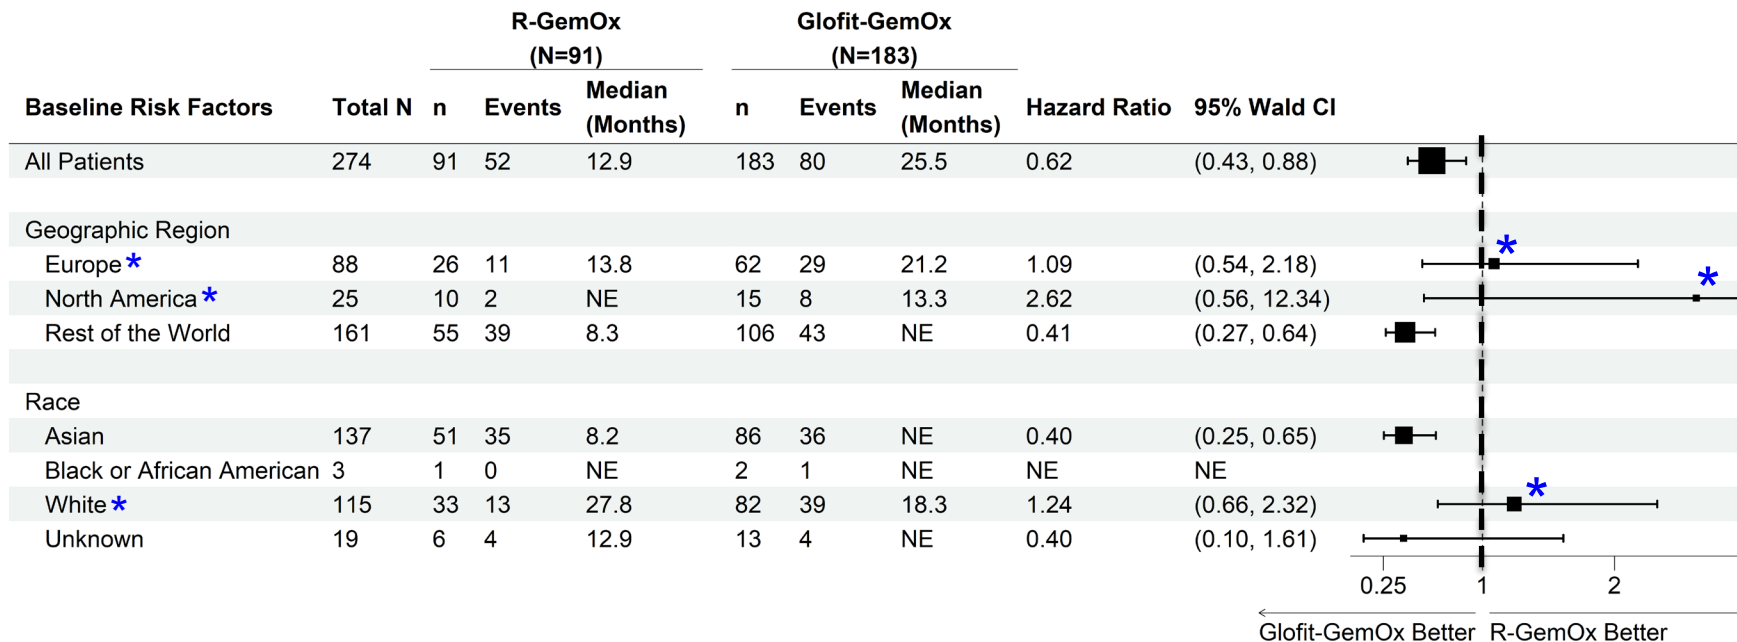 R-GemOx Glofit-GemOx
(N=91) (N=183)
Baseline Risk Factors Total N n Events Median (Months) n Events Median (Months) Hazard Ratio 95% Wald CI
All Patients 274 91 52 12.9 183 80 25.5 0.62 (0.43, 0.88)
Geographic Region
Europe * 88 26 11 13.8 62 29 21.2 1.09 (0.54, 2.18) *
North America * 25 10 2 NE 15 8 13.3 2.62 (0.56, 12.34) *
Rest of the World 161 55 39 8.3 106 43 NE 0.41 (0.27, 0.64)
Race
Asian 137 51 35 8.2 86 36 NE 0.40 (0.25, 0.65)
Black or African American 3 1 0 NE 2 1 NE NE NE
White * 115 33 13 27.8 82 39 18.3 1.24 (0.66, 2.32) *
Unknown 19 6 4 12.9 13 4 NE 0.40 (0.10, 1.61)
0.25 1 2
Glofit-GemOx Better R-GemOx Better